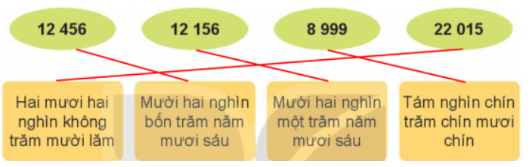 12 456 12 156 8 999 22 015
Hai mươi hai
nghìn không
trăm mười lăm
Mười hai nghìn
bốn trăm năm
mươi sáu
Mười hai nghìn
một trăm năm
mươi sáu
Tám nghìn chín
trăm chín mươi
chín